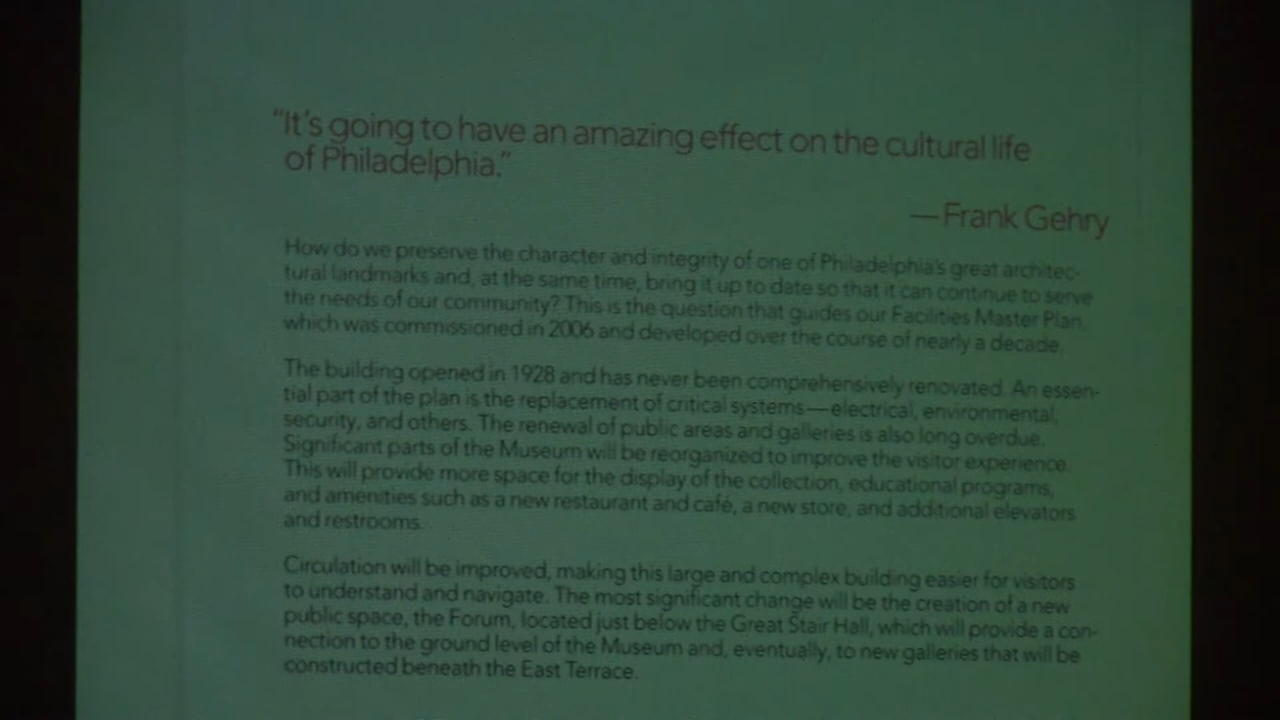 “It’s going to have an amazing effect on the cultural life
of Philadelphia.”
—Frank Gehry
How do we preserve the character and integrity of one of Philadelphia's great architec-
tural landmarks and, at the same time, bring it up to date so that it can continue to serve
the needs of our community? This is the question that guides our Facilities Master Plan,
which was commissioned in 2006 and developed over the course of nearly a decade.
The building opened in 1928 and has never been comprehensively renovated. An essen-
tial part of the plan is the replacement of critical systems—electrical, environmental,
security, and others. The renewal of public areas and galleries is also long overdue.
Significant parts of the Museum will be reorganized to improve the visitor experience.
This will provide more space for the display of the collection, educational programs,
and amenities such as a new restaurant and café, a new store, and additional elevators
and restrooms.
Circulation will be improved, making this large and complex building easier for visitors
to understand and navigate. The most significant change will be the creation of a new
public space, the Forum, located just below the Great Stair Hall, which will provide a con-
nection to the ground level of the Museum and, eventually, to new galleries that will be
constructed beneath the East Terrace.